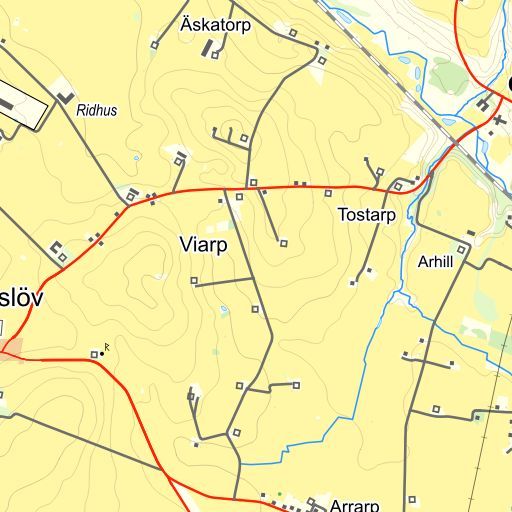 Äskatorp
Ridhus
Tostarp
Viarp
Arhill
slöv
R
Arrarp